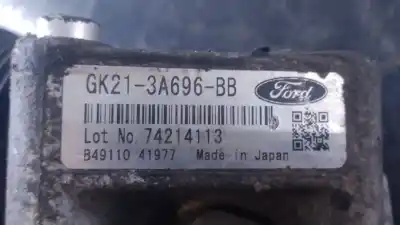 GK21-3A696-BB
Ford
Lot No 74214113
B49110 41977 Made in Japan